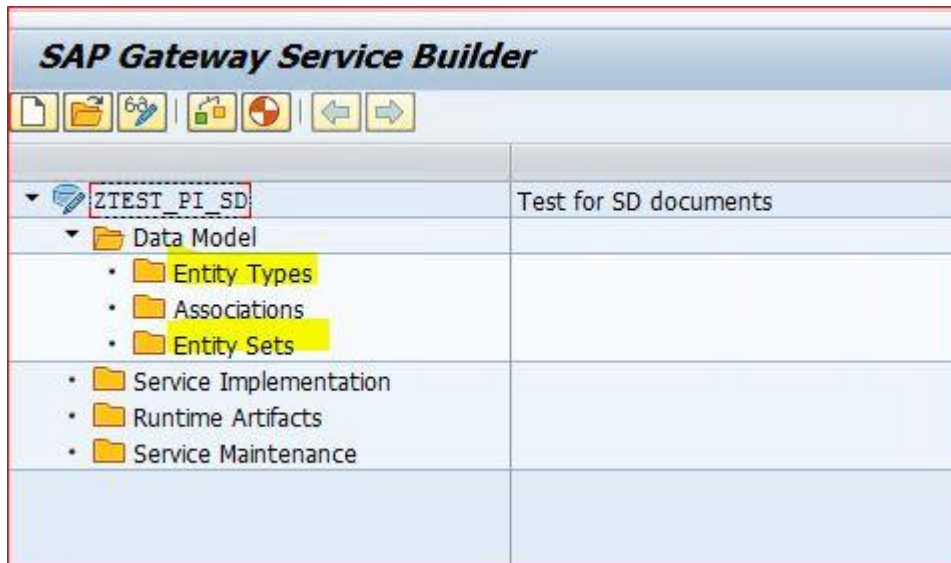 SAP Gateway Service Builder
ZTEST_PI_SD Test for SD documents
Data Model
Entity Types
Associations
Entity Sets
Service Implementation
Runtime Artifacts
Service Maintenance